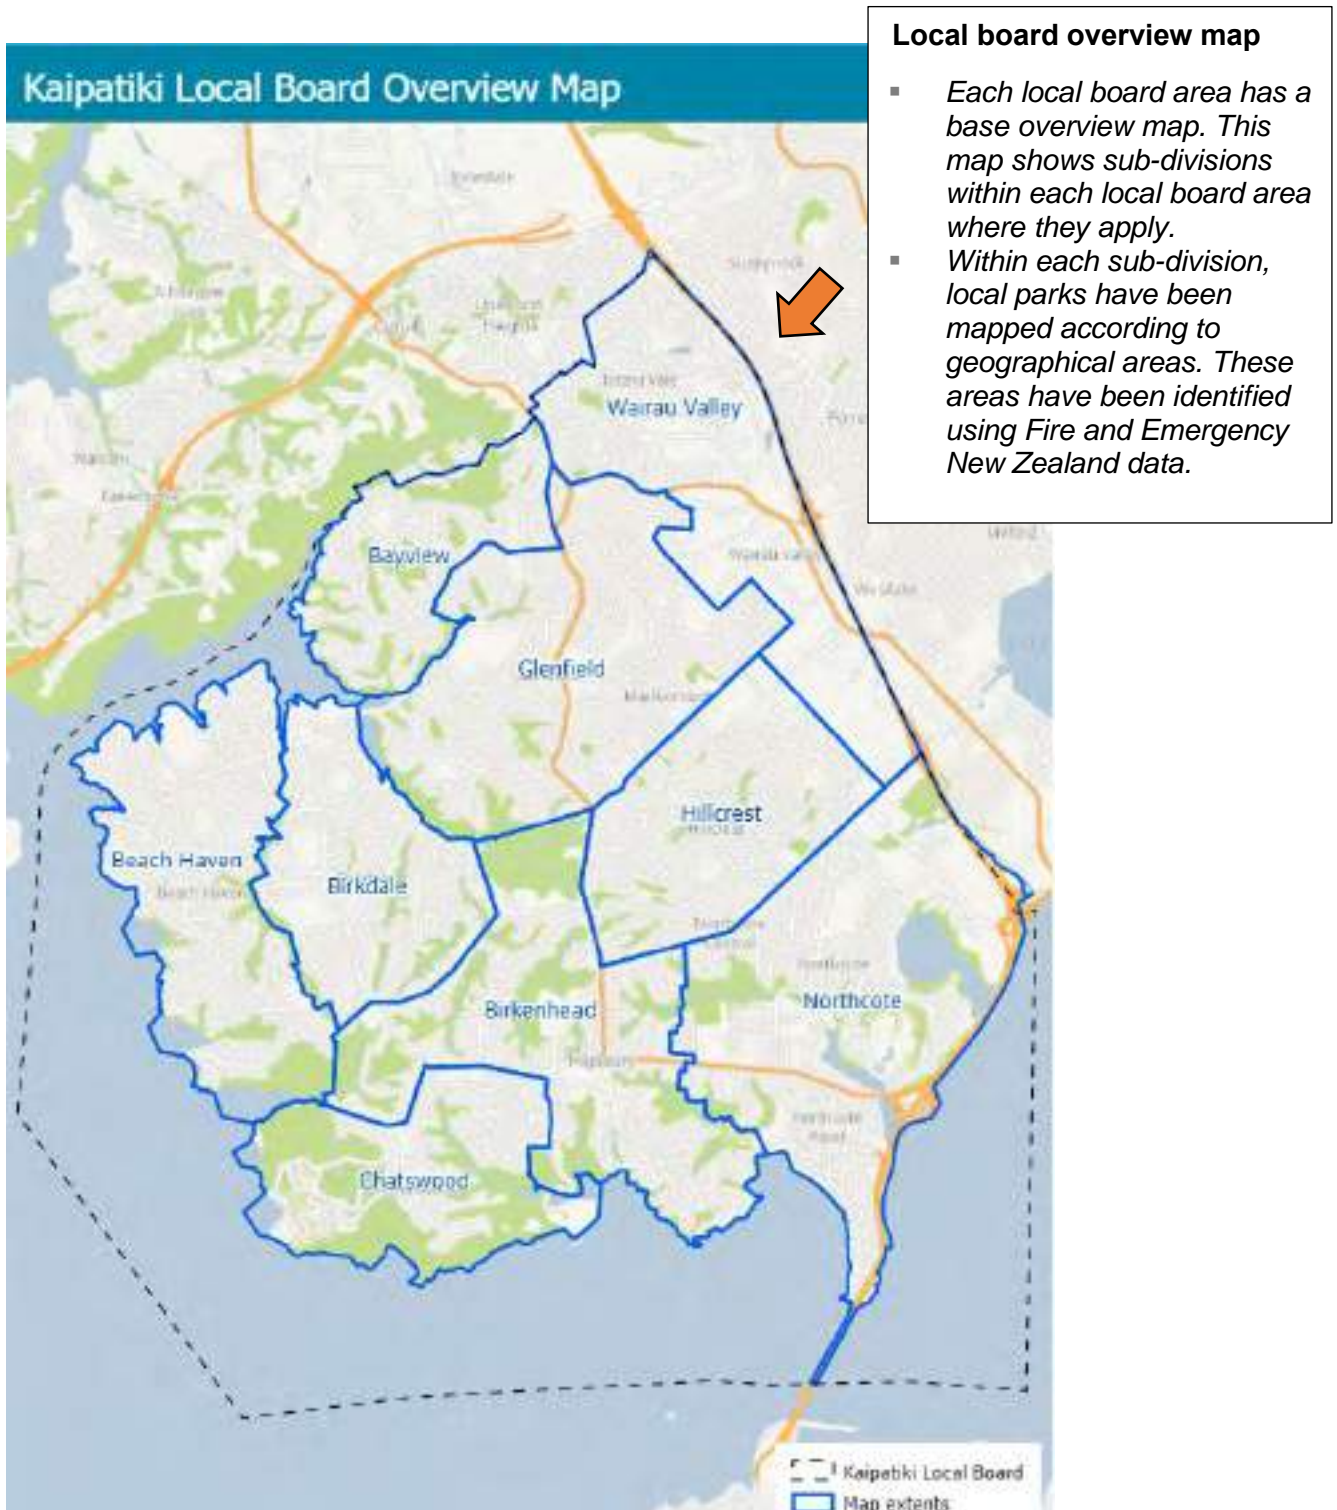 Local board overview map
▪ Each local board area has a
base overview map. This
map shows sub-divisions
within each local board area
where they apply.
▪ Within each sub-division,
local parks have been
mapped according to
geographical areas. These
areas have been identified
using Fire and Emergency
New Zealand data.
Kaipatiki Local Board Overview Map
Wairau Valley
Bayview
Glenfield
Hillcrest
Beach Haven
Beach Haven
Birkdale
Birkenhead
Northcote
Chatswood
Kaipatiki Local Board
Map extents